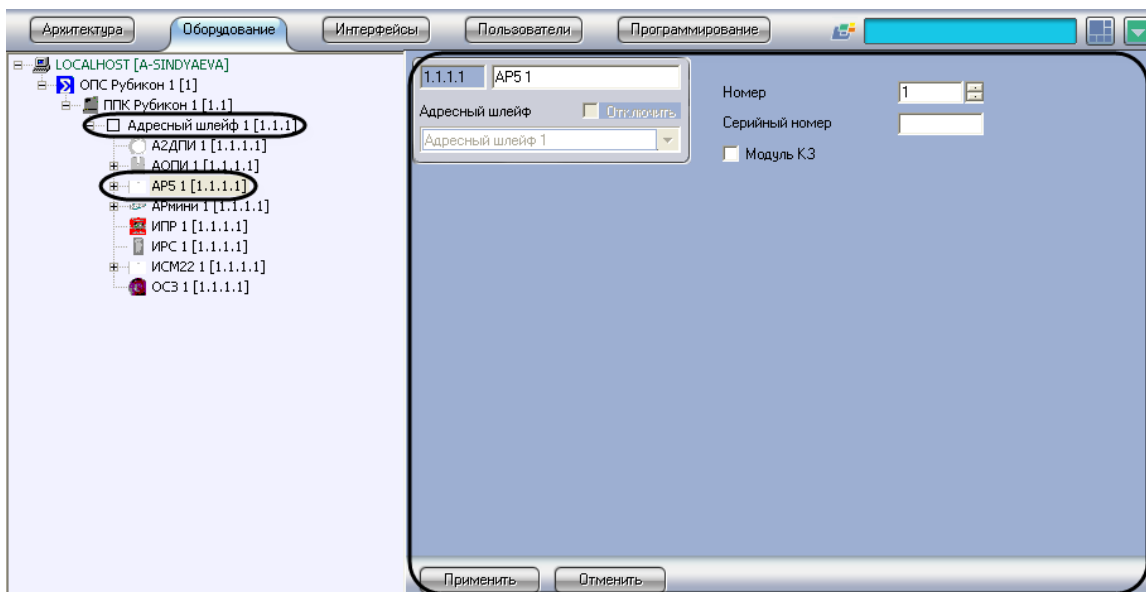 Архитектура Оборудование Интерфейсы Пользователи Программирование
LOCALHOST [A-SINDYAEVA]
ОПС Рубикон 1 [1]
ППК Рубикон 1 [1.1]
Адресный шлейф 1 [1.1.1]
А2ДПИ 1 [1.1.1.1]
АОПИ 1 [1.1.1.1]
АР5 1 [1.1.1.1]
АРмини 1 [1.1.1.1]
ИПР 1 [1.1.1.1]
ИРС 1 [1.1.1.1]
ИСМ22 1 [1.1.1.1]
ОСЗ 1 [1.1.1.1]
1.1.1.1 АР5 1
Адресный шлейф Отключить
Адресный шлейф 1
Номер 1
Серийный номер
Модуль КЗ
Применить Отменить